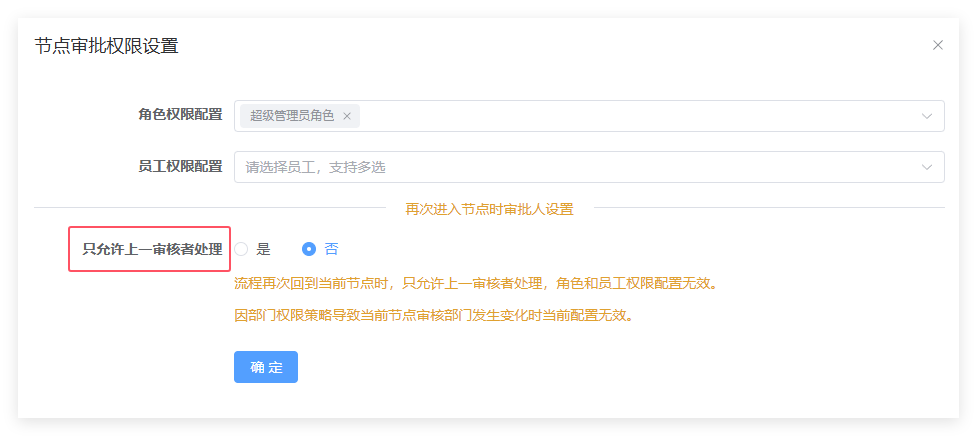 节点审批权限设置
角色权限配置 超级管理员角色
员工权限配置 请选择员工，支持多选
再次进入节点时审批人设置
只允许上一审核者处理 是 否
流程再次回到当前节点时，只允许上一审核者处理，角色和员工权限配置无效。
因部门权限策略导致当前节点审核部门发生变化时当前配置无效。
确 定